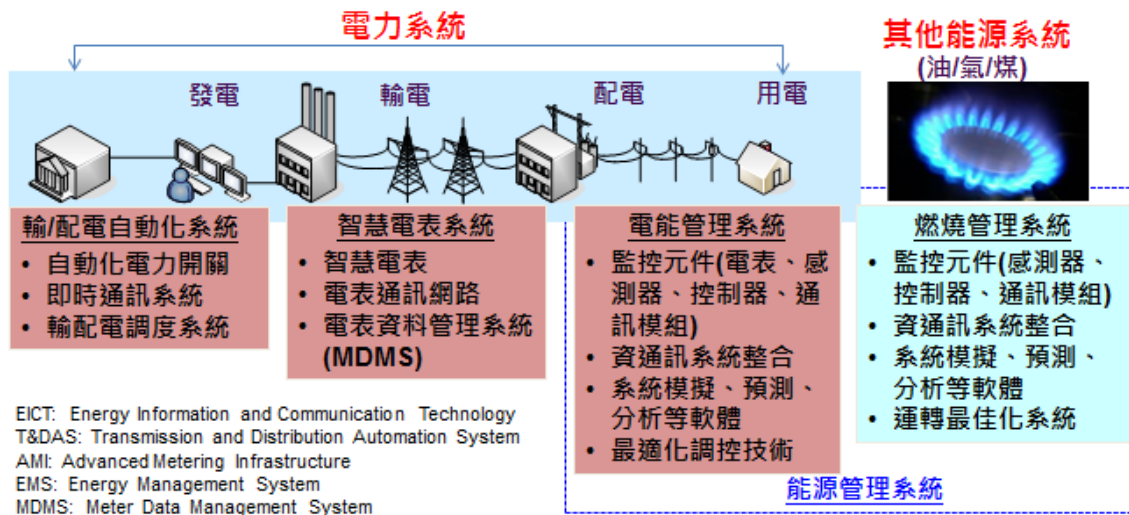 電力系統
其他能源系統
(油/氣/煤)
發電
輸電
配電
用電
輸/配電自動化系統
• 自動化電力開關
• 即時通訊系統
• 輸配電調度系統
智慧電表系統
• 智慧電表
• 電表通訊網路
• 電表資料管理系統
(MDMS)
電能管理系統
• 監控元件(電表、感
測器、控制器、通
訊模組)
• 資通訊系統整合
• 系統模擬、預測、
分析等軟體
• 最適化調控技術
燃燒管理系統
• 監控元件(感測器、
控制器、通訊模組)
• 資通訊系統整合
• 系統模擬、預測、
分析等軟體
• 運轉最佳化系統
能源管理系統
EICT: Energy Information and Communication Technology
T&DAS: Transmission and Distribution Automation System
AMI: Advanced Metering Infrastructure
EMS: Energy Management System
MDMS: Meter Data Management System